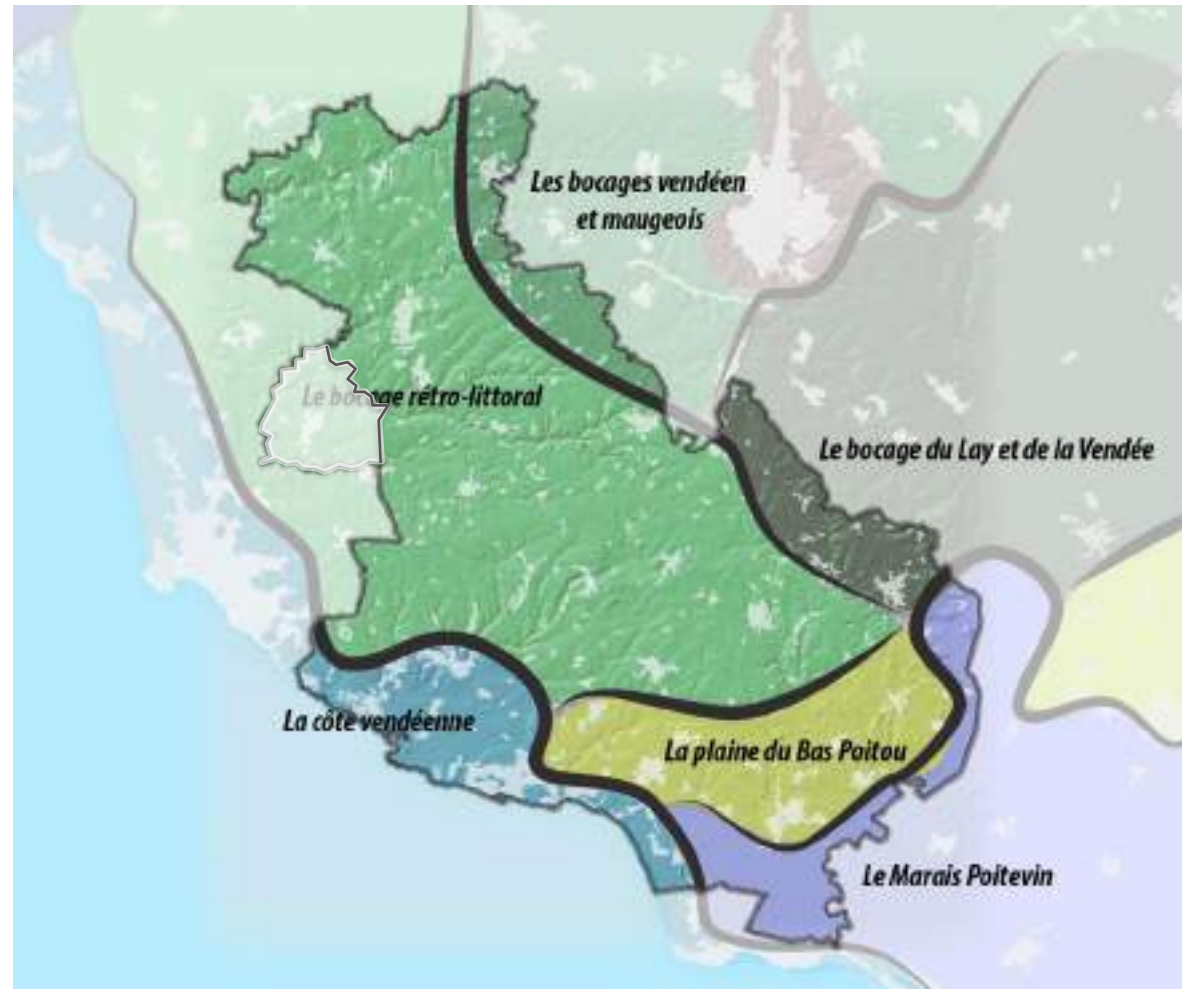 Les bocages vendéen
et maugeois
Le bocage rétro-littoral
Le bocage du Lay et de la Vendée
La côte vendéenne
La plaine du Bas Poitou
Le Marais Poitevin